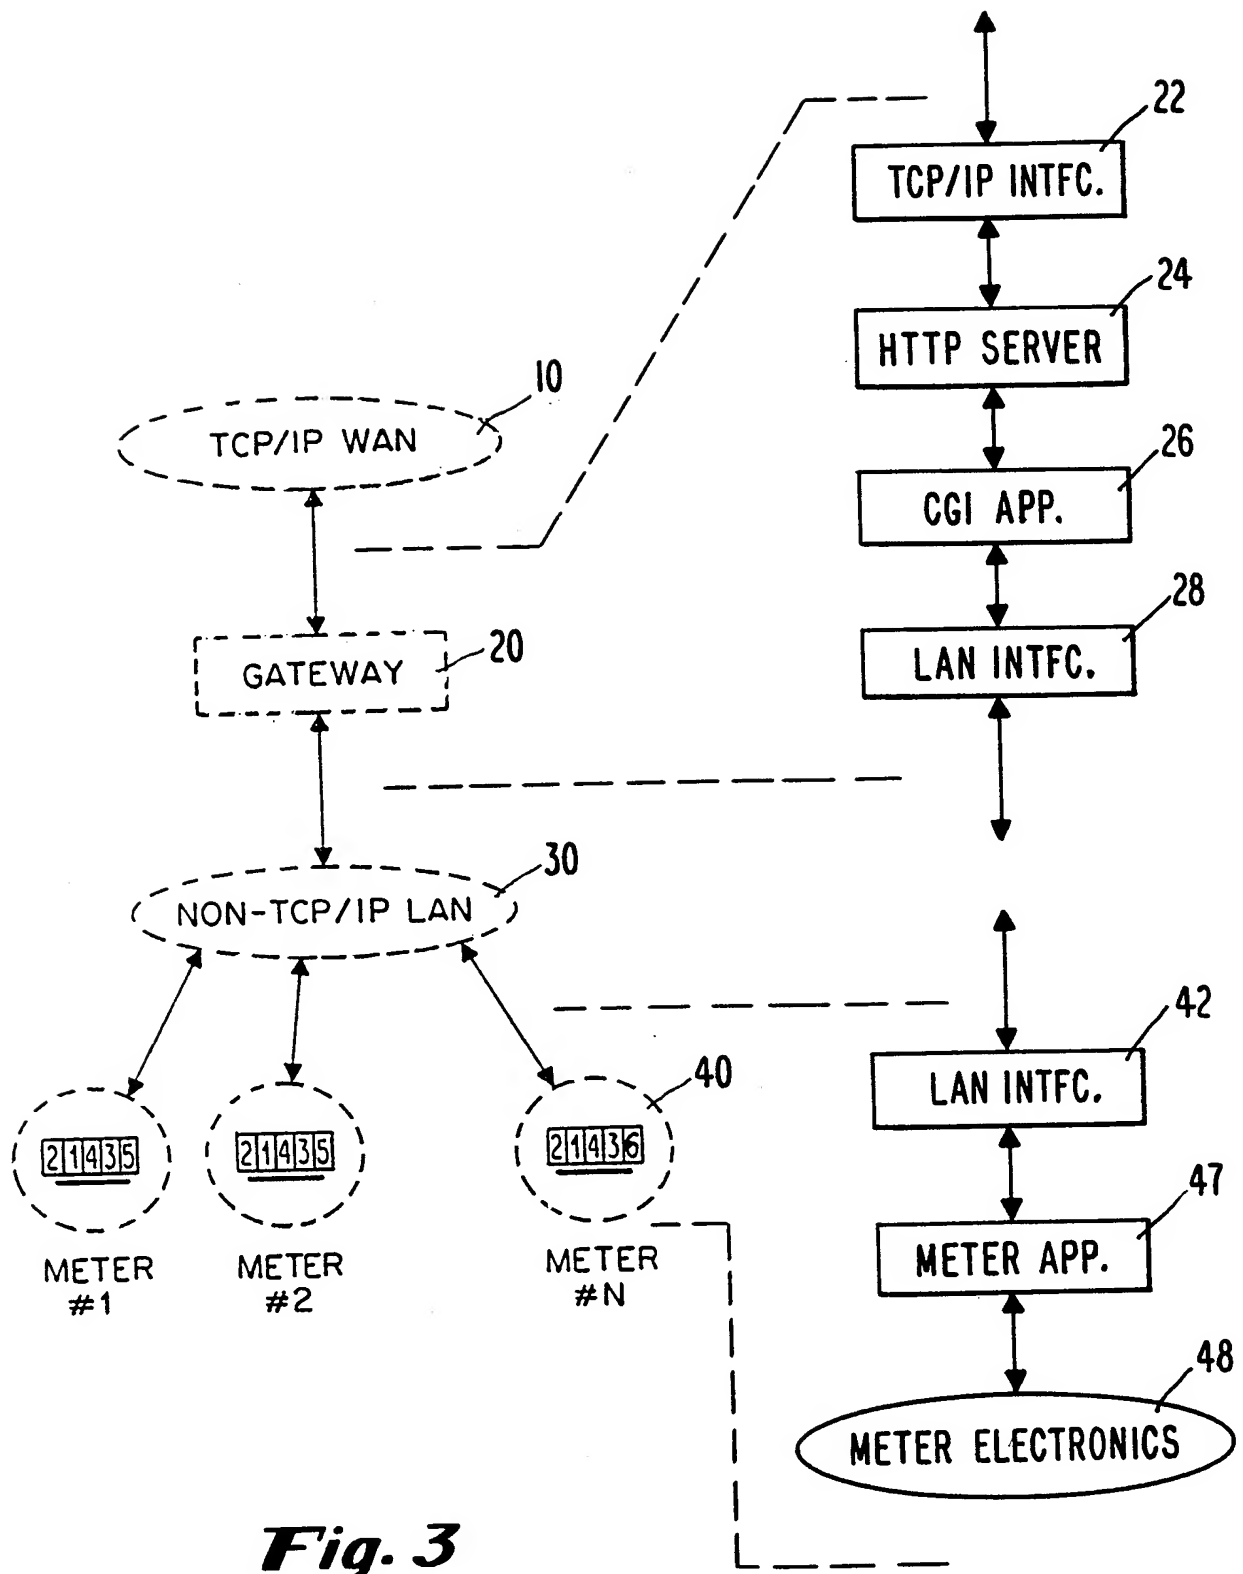 22
TCP/IP INTFC.
24
HTTP SERVER
10
TCP/IP WAN
26
CGI APP.
28
LAN INTFC.
20
GATEWAY
30
NON-TCP/IP LAN
42
LAN INTFC.
40
21435
21435
21436
METER
#1
METER
#2
METER
#N
47
METER APP.
48
METER ELECTRONICS
Fig. 3